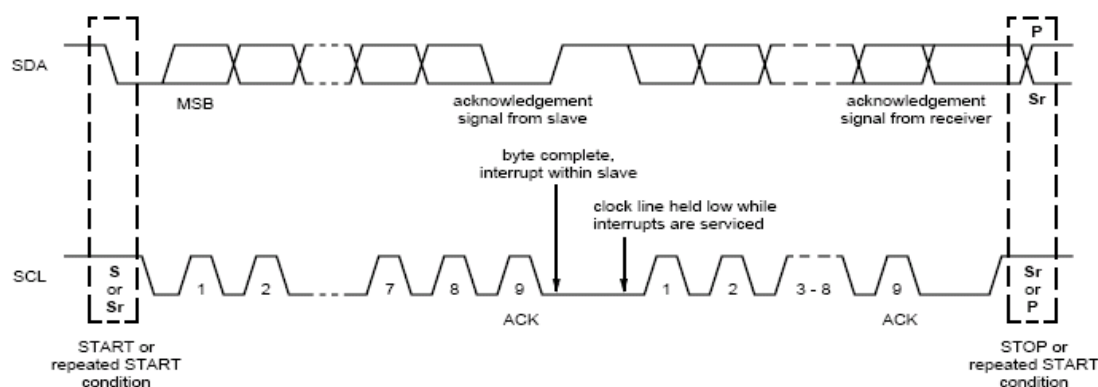 P
SDA
MSB
acknowledgement
signal from slave
acknowledgement
signal from receiver
Sr
byte complete,
interrupt within slave
clock line held low while
interrupts are serviced
SCL
S
or
Sr
1
2
7
8
9
1
2
3 - 8
9
Sr
or
P
ACK
ACK
START or
repeated START
condition
STOP or
repeated START
condition